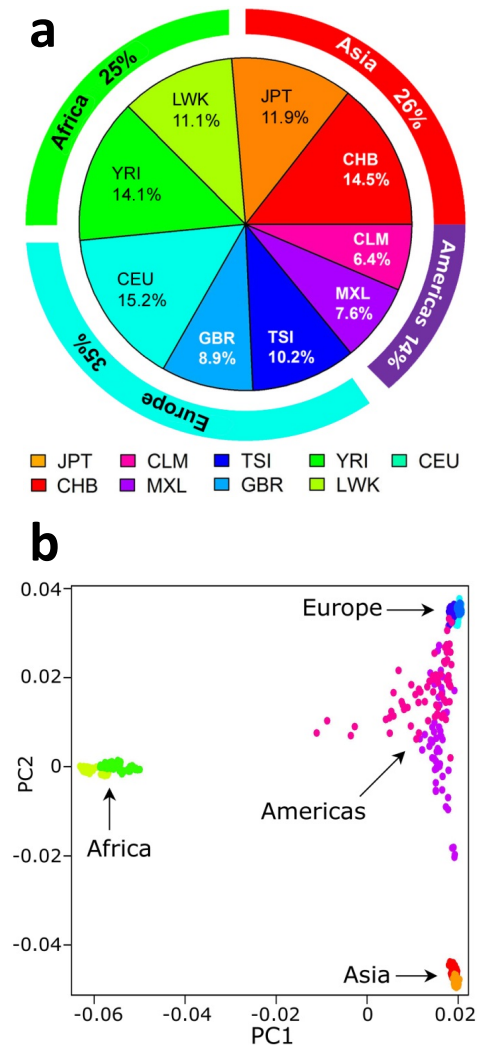 a
Africa 25%
Asia 26%
LWK
11.1%
JPT
11.9%
YRI
14.1%
CHB
14.5%
CLM
6.4%
MXL
7.6%
CEU
15.2%
GBR
8.9%
TSI
10.2%
Americas 14%
Europe 35%
JPT CLM TSI YRI CEU
CHB MXL GBR LWK
b
0.04
0.02
0
-0.02
-0.04
PC2
Europe
Americas
Africa
Asia
-0.06 -0.04 -0.02 0 0.02
PC1